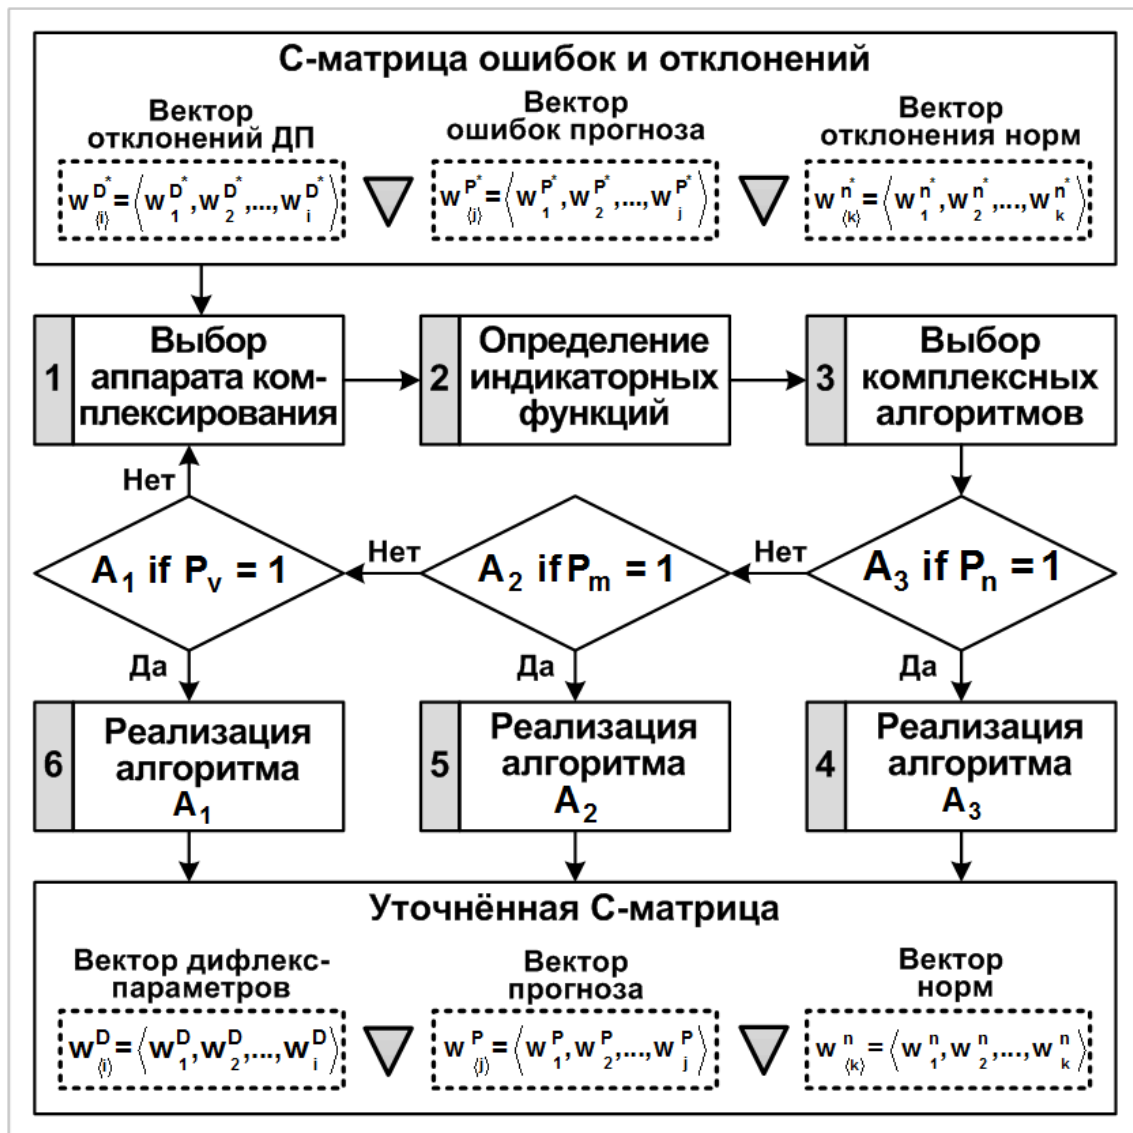 С-матрица ошибок и отклонений
Вектор
отклонений ДП
Вектор
ошибок прогноза
Вектор
отклонения норм
w^{D*}_{⟨i⟩}=⟨w^{D*}_1,w^{D*}_2,...,w^{D*}_i⟩
w^{P*}_{⟨j⟩}=⟨w^{P*}_1,w^{P*}_2,...,w^{P*}_j⟩
w^{n*}_{⟨k⟩}=⟨w^{n*}_1,w^{n*}_2,...,w^{n*}_k⟩
1
Выбор
аппарата ком-
плексирования
2
Определение
индикаторных
функций
3
Выбор
комплексных
алгоритмов
Нет
A₁ if Pᵥ = 1
Нет
A₂ if Pₘ = 1
Нет
A₃ if Pₙ = 1
Да
Да
Да
6
Реализация
алгоритма
A₁
5
Реализация
алгоритма
A₂
4
Реализация
алгоритма
A₃
Уточнённая С-матрица
Вектор дифлекс-
параметров
Вектор
прогноза
Вектор
норм
w^D_{⟨i⟩}=⟨w^D_1,w^D_2,...,w^D_i⟩
w^P_{⟨j⟩}=⟨w^P_1,w^P_2,...,w^P_j⟩
w^n_{⟨k⟩}=⟨w^n_1,w^n_2,...,w^n_k⟩